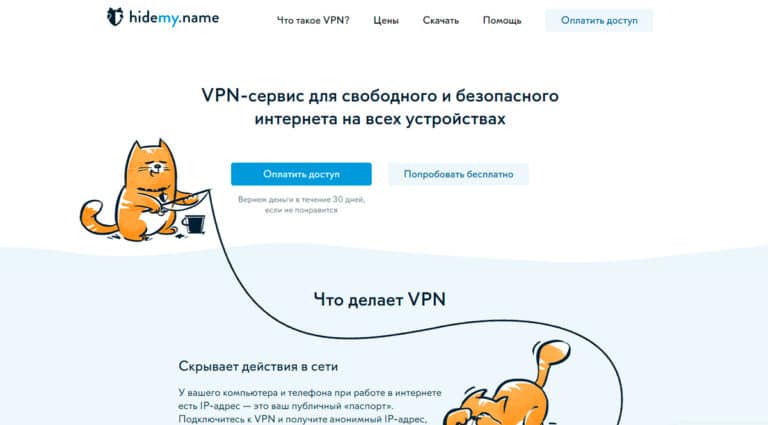 hidemy.name Что такое VPN? Цены Скачать Помощь Оплатить доступ
VPN-сервис для свободного и безопасного
интернета на всех устройствах
Оплатить доступ Попробовать бесплатно
Вернем деньги в течение 30 дней,
если не понравится
Что делает VPN
Скрывает действия в сети
У вашего компьютера и телефона при работе в интернете
есть IP-адрес — это ваш публичный «паспорт».
Подключитесь к VPN и получите анонимный IP-адрес,